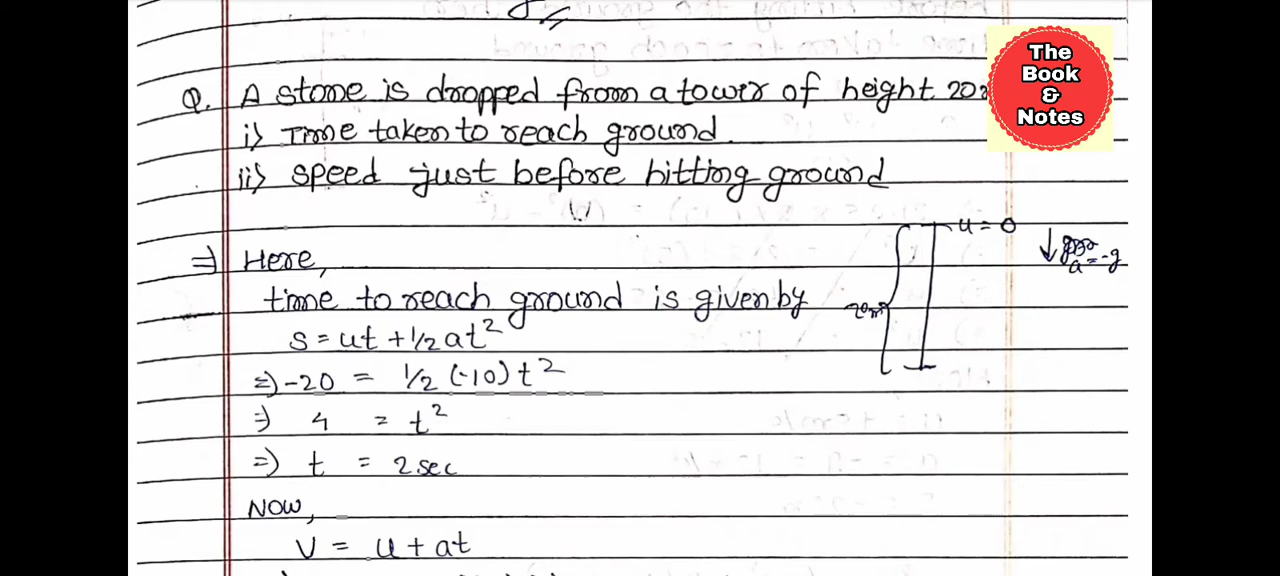 Q. A stone is dropped from a tower of height
i) Time taken to reach ground.
ii) speed just before hitting ground
⇒ Here,
time to reach ground is given by
s = ut + 1/2 at²
⇒) -20 = 1/2 (-10) t²
⇒) 4 = t²
⇒) t = 2 sec
Now,
V = u + at
u = 0
a = -g
20m
The
Book
&
Notes